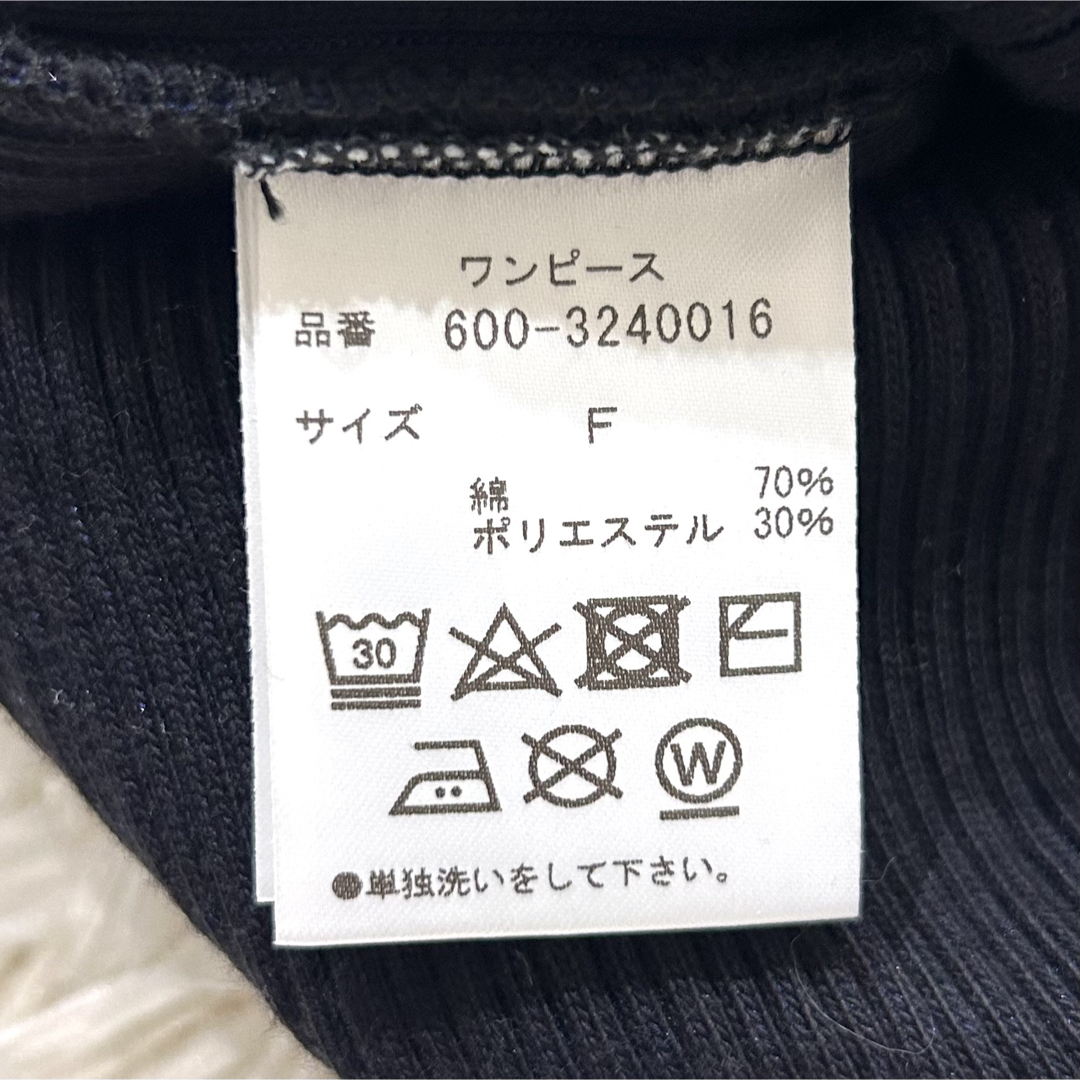 ワンピース
品番 600-3240016
サイズ F
綿 70%
ポリエステル 30%
30
W
●単独洗いをして下さい。